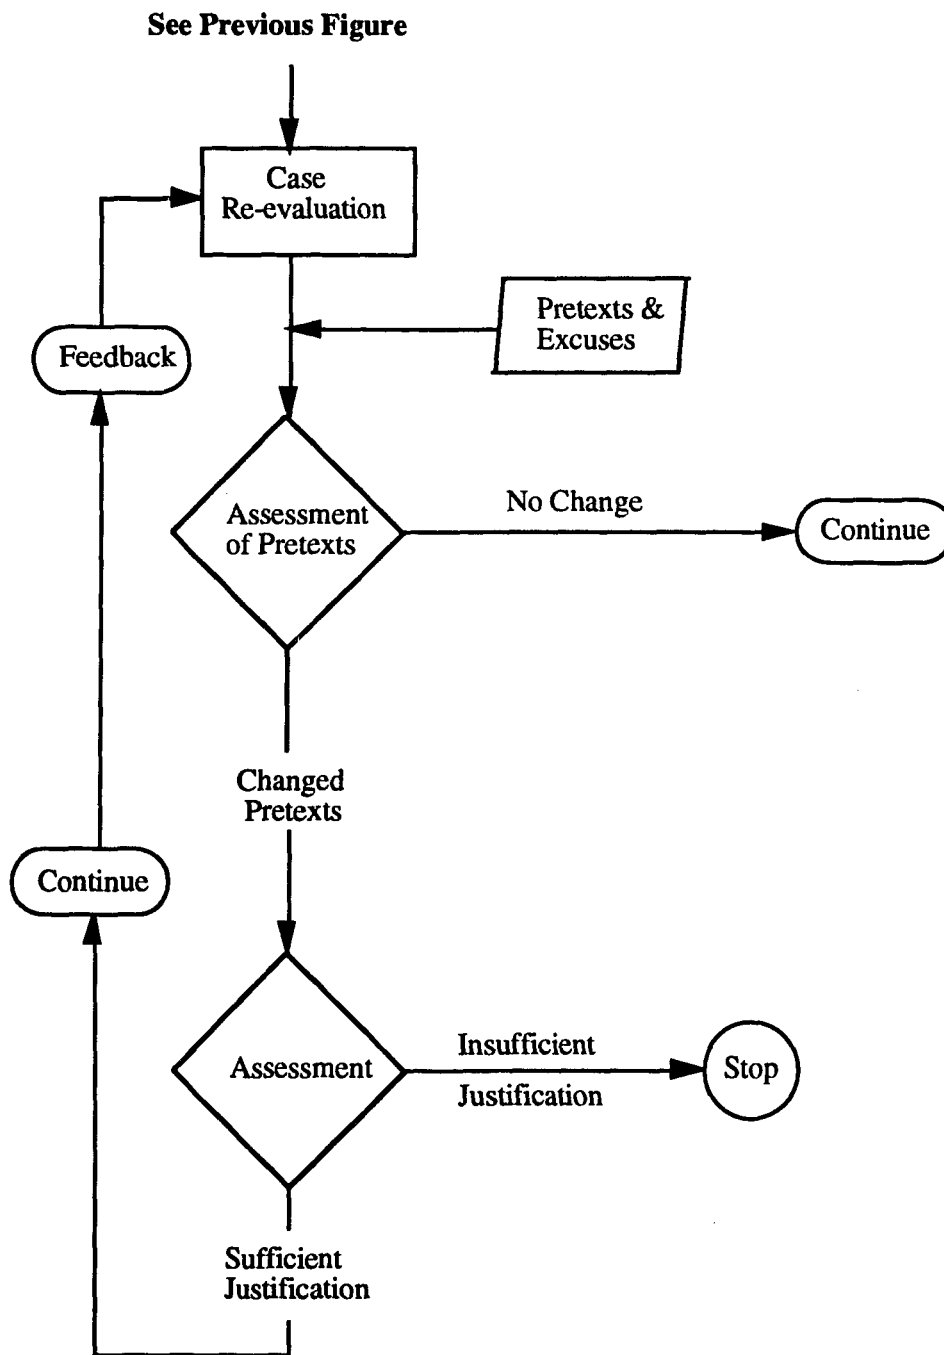 See Previous Figure
Case
Re-evaluation
Pretexts &
Excuses
Feedback
Assessment
of Pretexts
No Change
Continue
Changed
Pretexts
Continue
Assessment
Insufficient
Justification
Stop
Sufficient
Justification